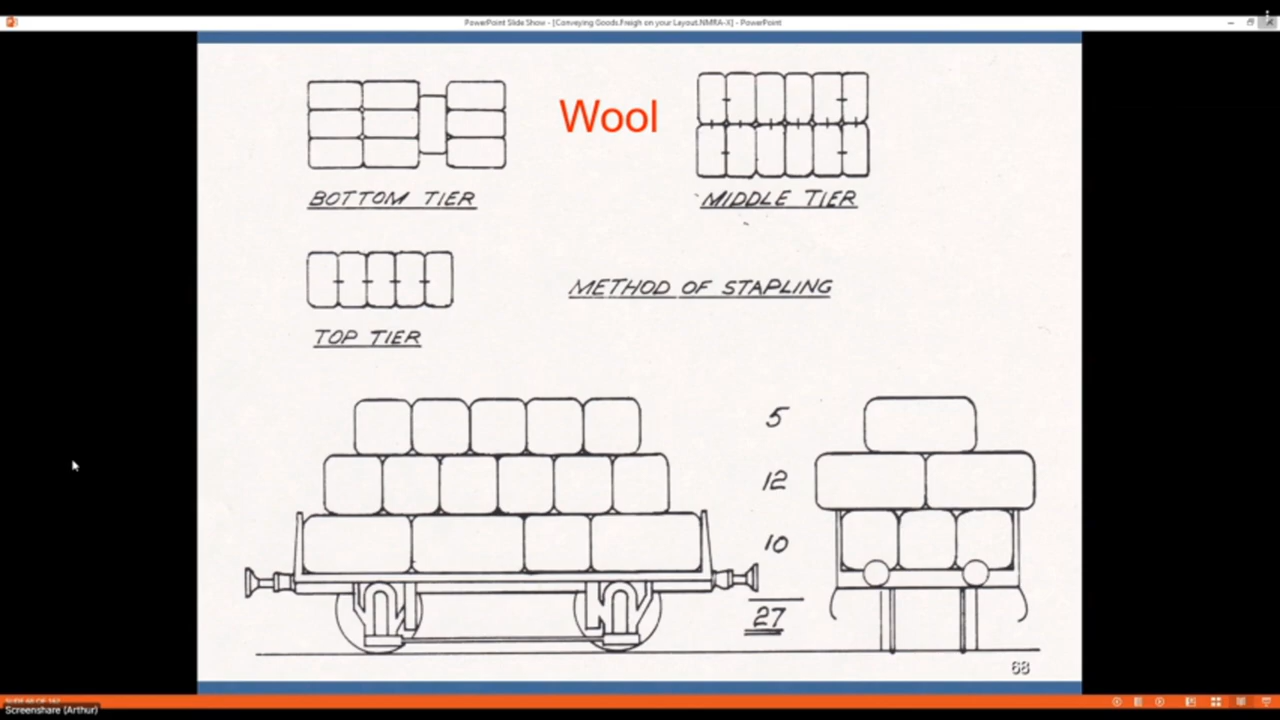 PowerPoint Slide Show - [Conveying Goods.Freigh on your Layout.NMRA-X] - PowerPoint
Wool
BOTTOM TIER
MIDDLE TIER
METHOD OF STAPLING
TOP TIER
5
12
10
27
68
Screenshare (Arthur)